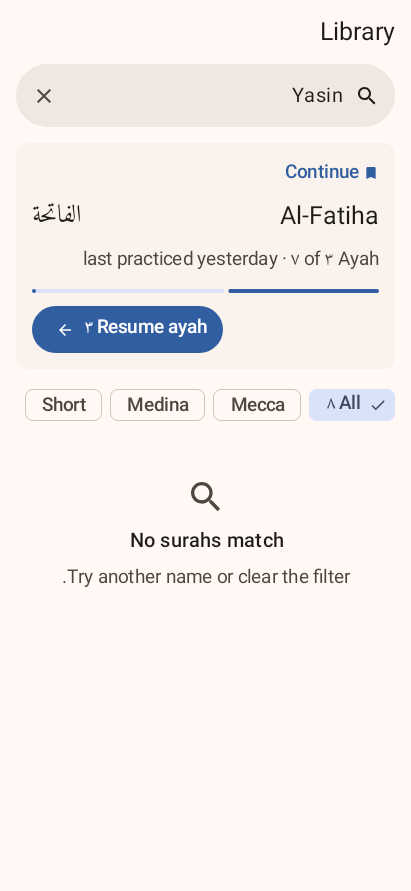 Library
Yasin
Continue
Al-Fatiha
الفاتحة
Ayah ٣ of ٧ · last practiced yesterday
Resume ayah ٣
All ٨
Mecca
Medina
Short
No surahs match
Try another name or clear the filter.